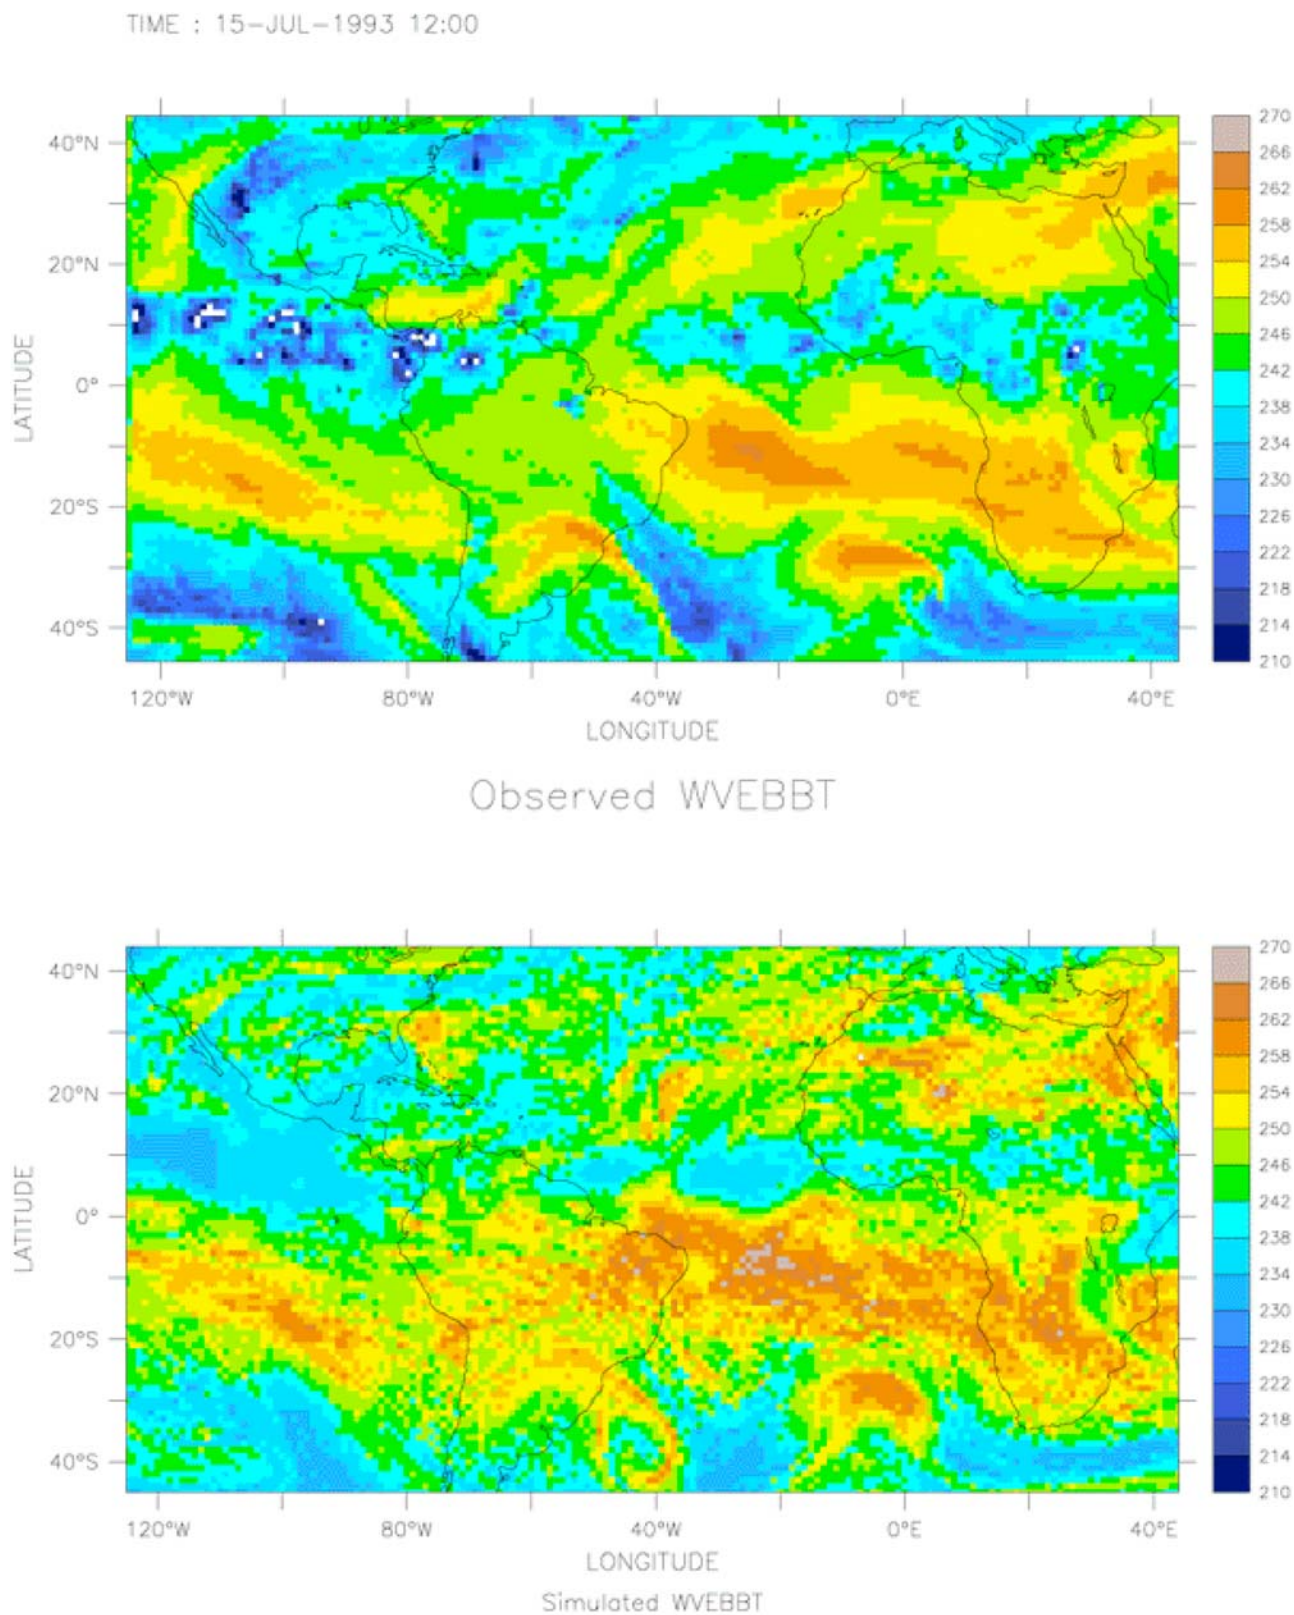 TIME : 15-JUL-1993 12:00
40°N
20°N
0°
20°S
40°S
LATITUDE
120°W 80°W 40°W 0°E 40°E
LONGITUDE
270
266
262
258
254
250
246
242
238
234
230
226
222
218
214
210
Observed WVEBBT
40°N
20°N
0°
20°S
40°S
LATITUDE
120°W 80°W 40°W 0°E 40°E
LONGITUDE
270
266
262
258
254
250
246
242
238
234
230
226
222
218
214
210
Simulated WVEBBT